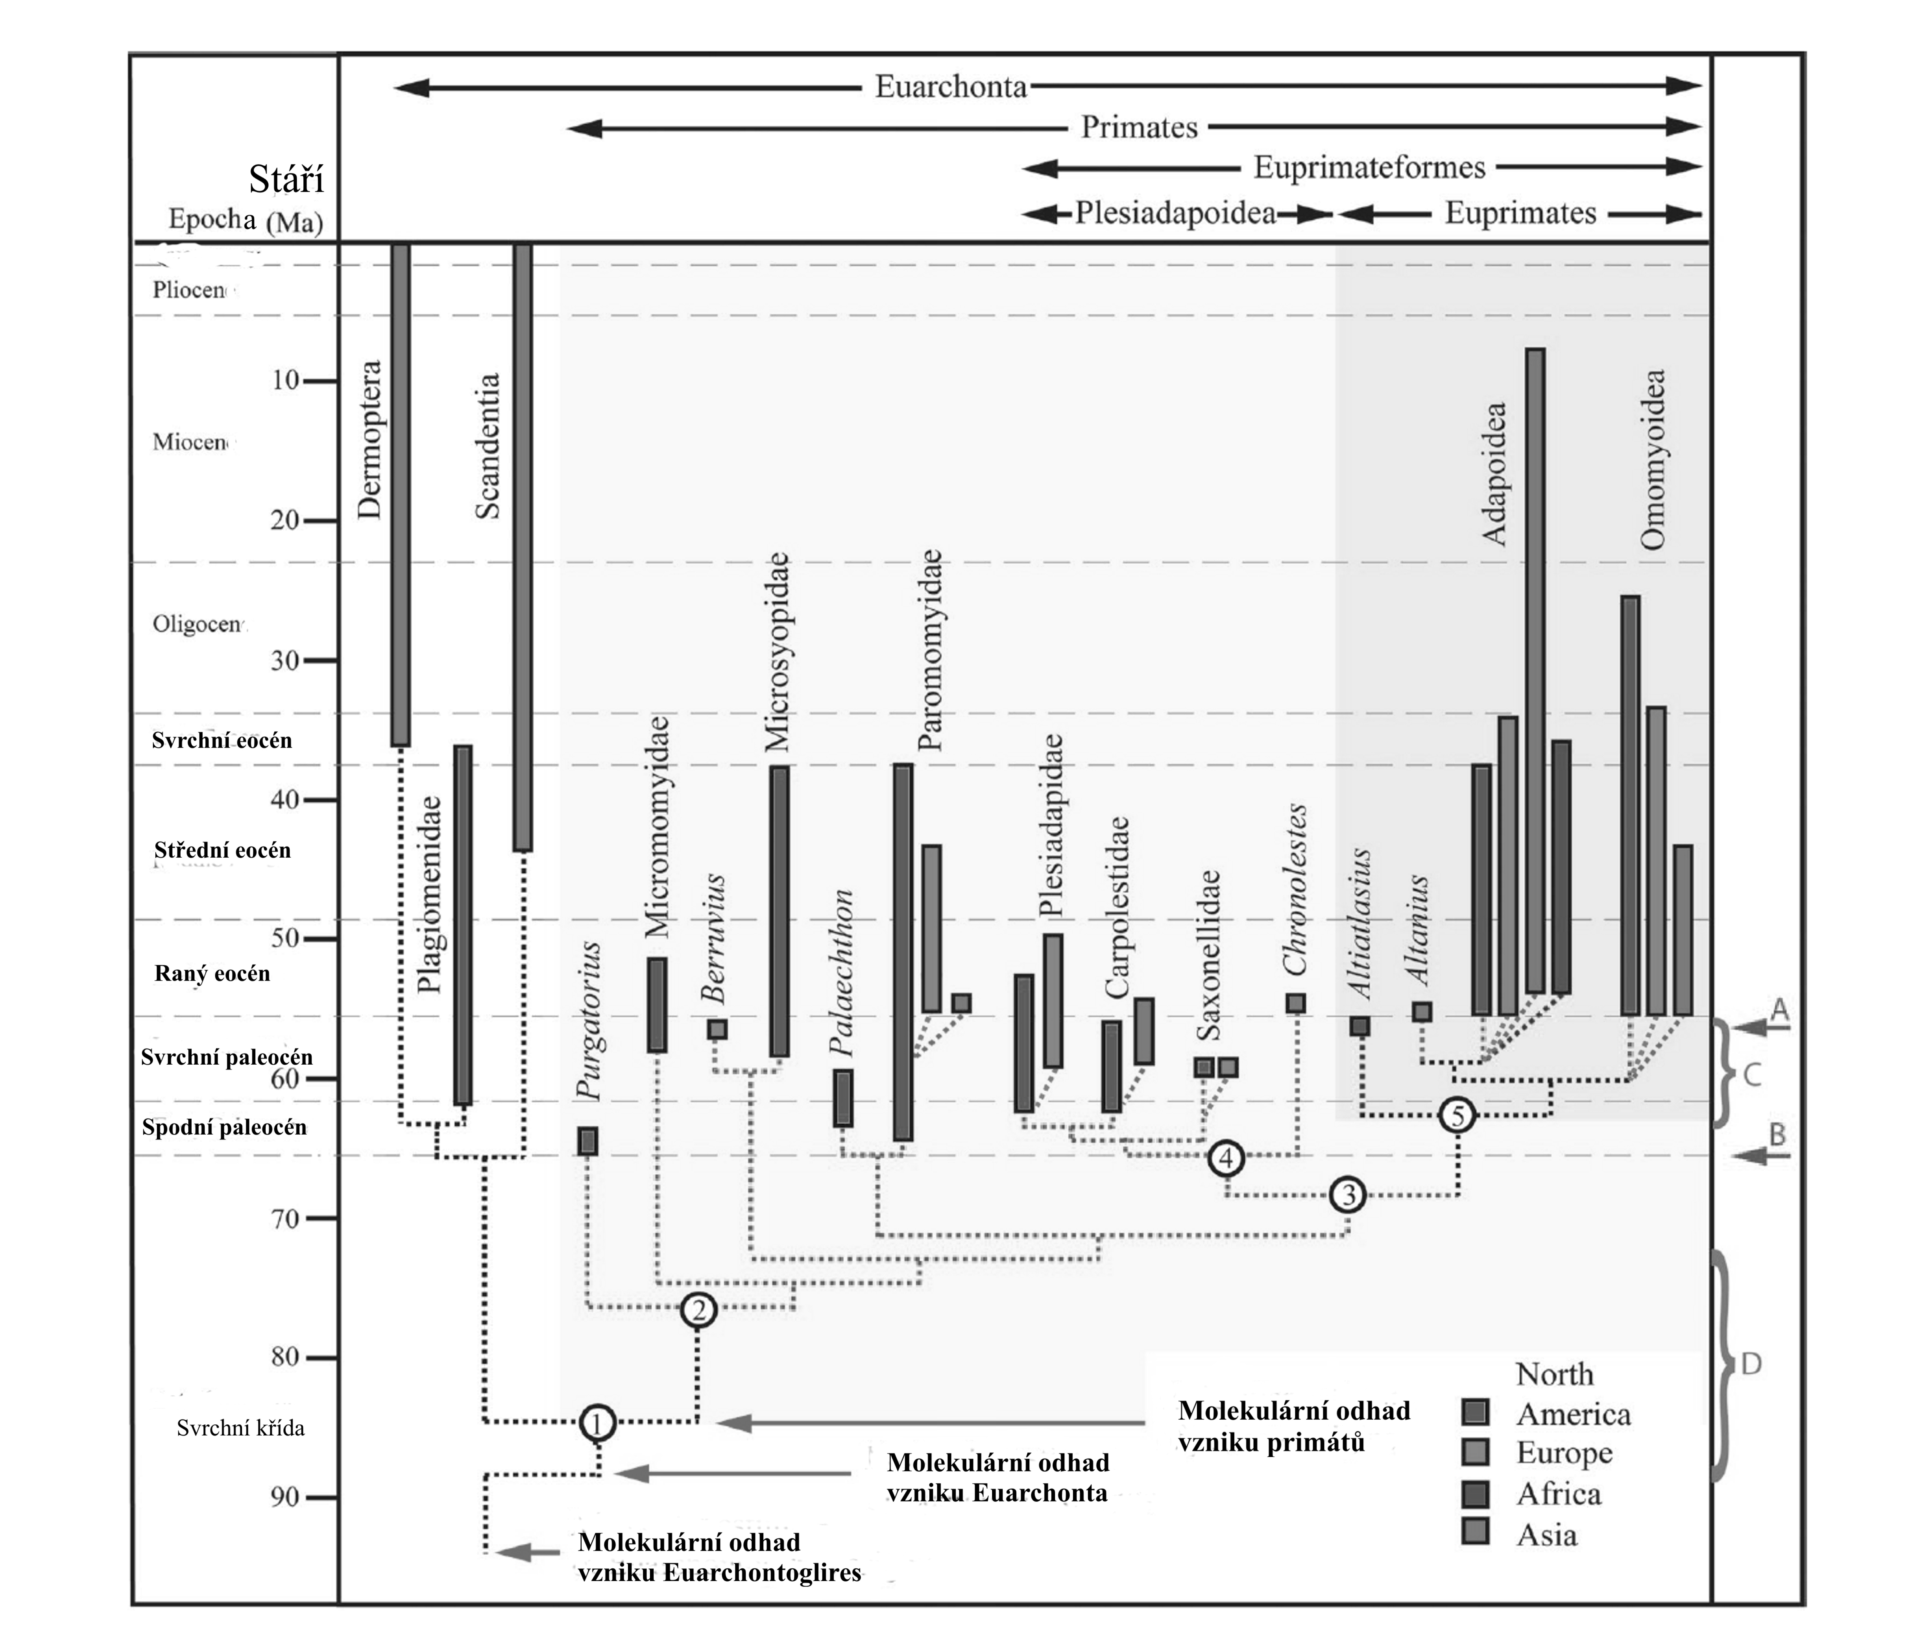 Euarchonta
Primates
Euprimateformes
Plesiadapoidea
Euprimates
Stáří
Epocha (Ma)
Pliocen
10
Miocen
20
Oligocen
30
Svrchní eocén
40
Střední eocén
50
Raný eocén
Svrchní paleocén
60
Spodní paleocén
70
80
Svrchní křída
90
Dermoptera
Plagiomenidae
Scandentia
Purgatorius
Micromomyidae
Berruvius
Microsyopidae
Palaechthon
Paromomyidae
Plesiadapidae
Carpolestidae
Saxonellidae
Chronolestes
Altiatlasius
Altanius
Adapoidea
Omomyoidea
A
C
B
D
5
4
3
2
1
Molekulární odhad
vzniku primátů
Molekulární odhad
vzniku Euarchonta
Molekulární odhad
vzniku Euarchontoglires
North
America
Europe
Africa
Asia